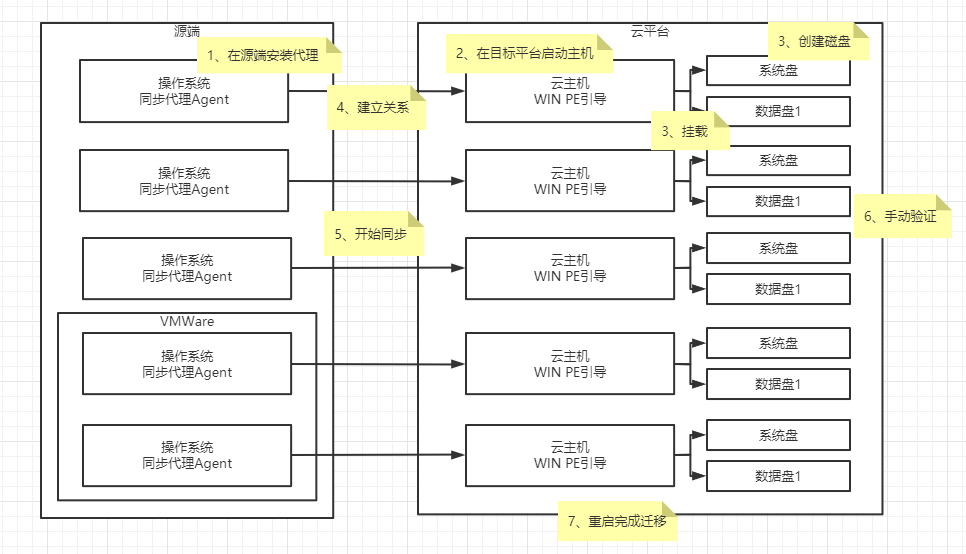 源端
云平台
1、在源端安装代理
2、在目标平台启动主机
3、创建磁盘
操作系统
同步代理Agent
4、建立关系
云主机
WIN PE引导
系统盘
数据盘1
3、挂载
操作系统
同步代理Agent
云主机
WIN PE引导
系统盘
数据盘1
6、手动验证
5、开始同步
操作系统
同步代理Agent
云主机
WIN PE引导
系统盘
数据盘1
VMWare
操作系统
同步代理Agent
云主机
WIN PE引导
系统盘
数据盘1
操作系统
同步代理Agent
云主机
WIN PE引导
系统盘
数据盘1
7、重启完成迁移